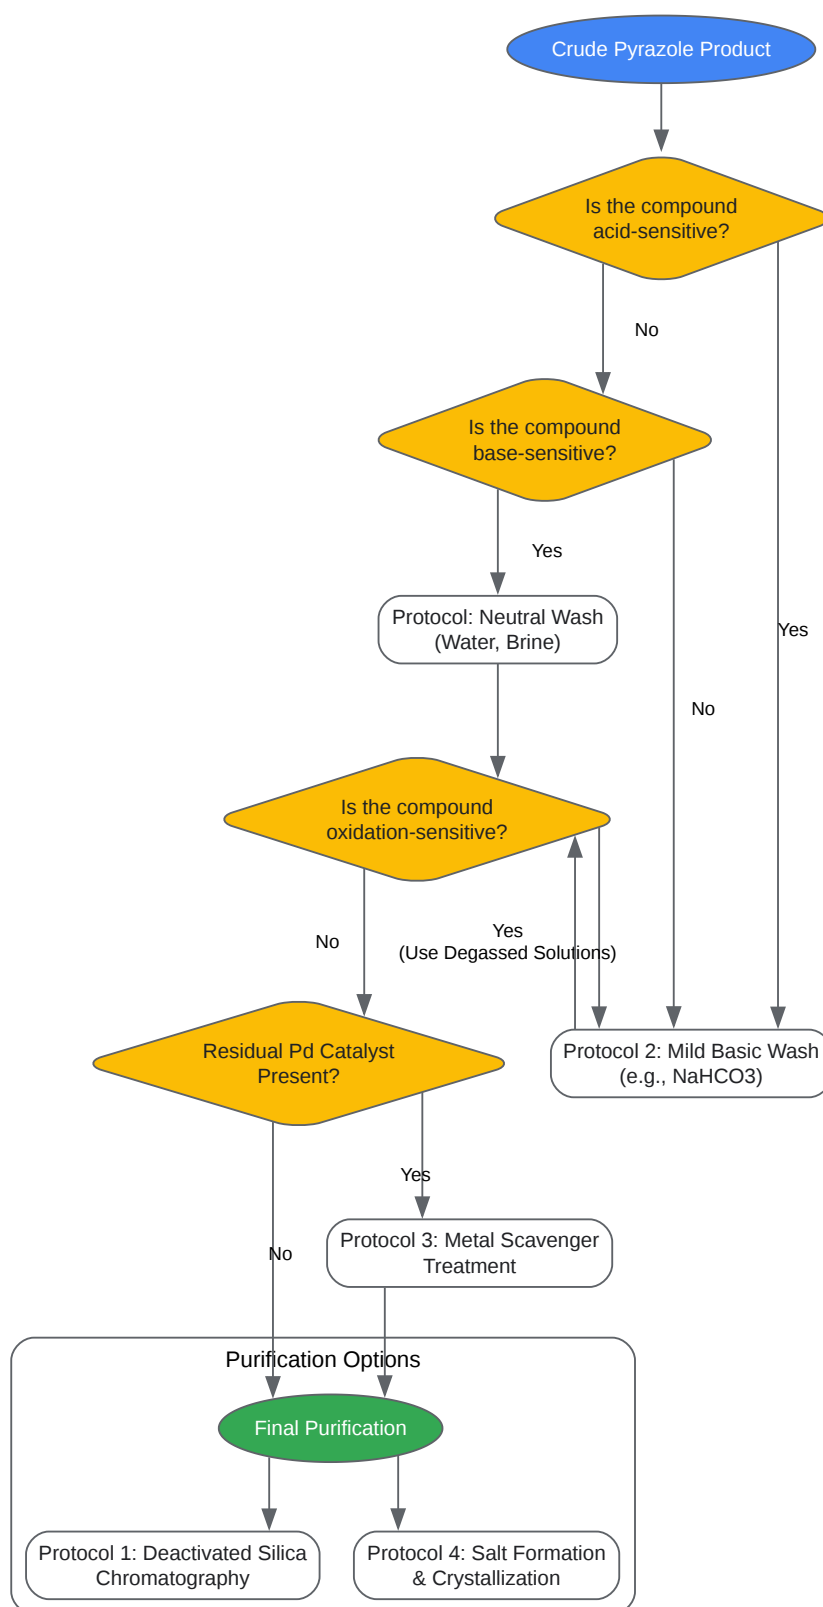 Crude Pyrazole Product
Is the compound
acid-sensitive?
No
Is the compound
base-sensitive?
Yes
Protocol: Neutral Wash
(Water, Brine)
Yes
No
Is the compound
oxidation-sensitive?
No
Yes
(Use Degassed Solutions)
Residual Pd Catalyst
Present?
Protocol 2: Mild Basic Wash
(e.g., NaHCO3)
Yes
Protocol 3: Metal Scavenger
Treatment
No
Purification Options
Final Purification
Protocol 1: Deactivated Silica
Chromatography
Protocol 4: Salt Formation
& Crystallization